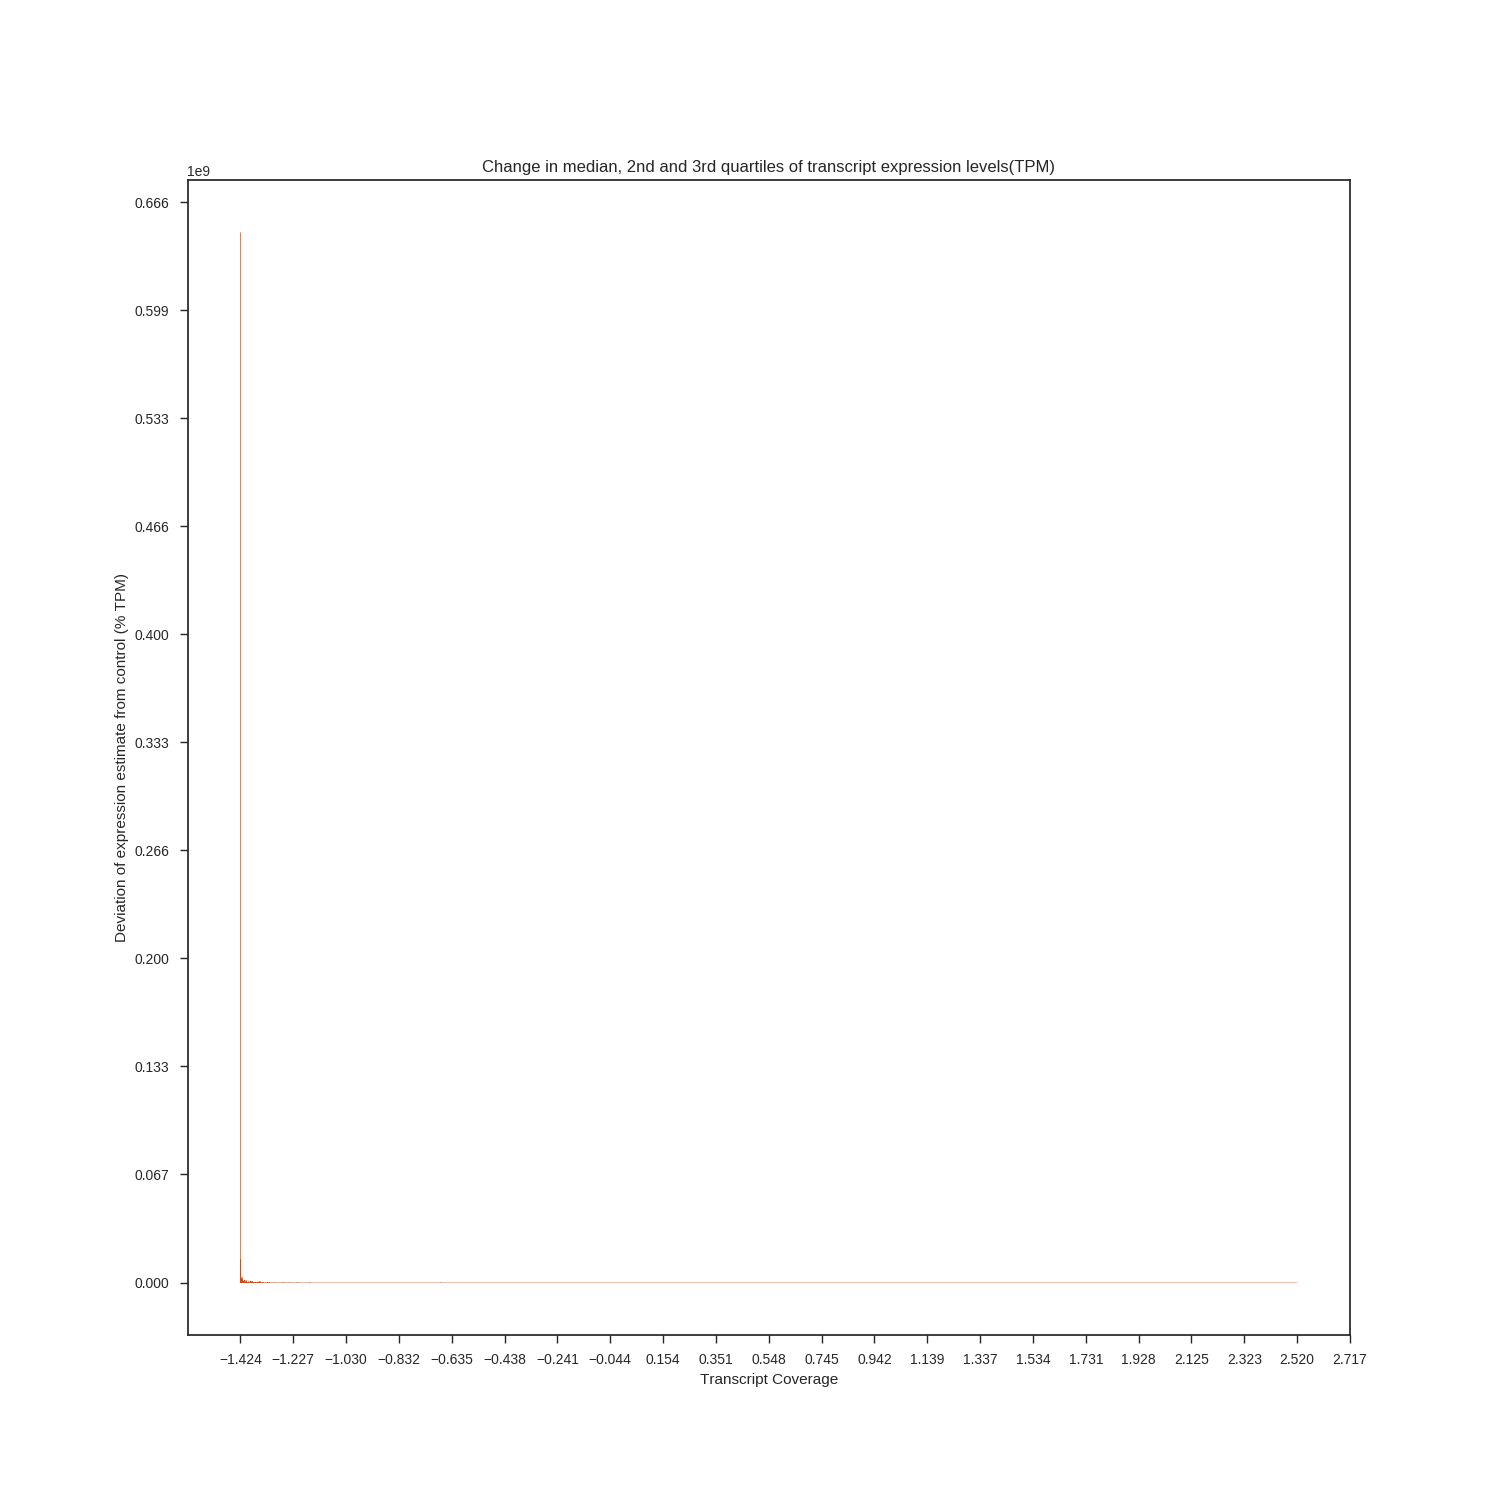 Change in median, 2nd and 3rd quartiles of transcript expression levels(TPM)
1e9
0.666
0.599
0.533
0.466
0.400
0.333
0.266
0.200
0.133
0.067
0.000
Deviation of expression estimate from control (% TPM)
−1.424 −1.227 −1.030 −0.832 −0.635 −0.438 −0.241 −0.044 0.154 0.351 0.548 0.745 0.942 1.139 1.337 1.534 1.731 1.928 2.125 2.323 2.520 2.717
Transcript Coverage